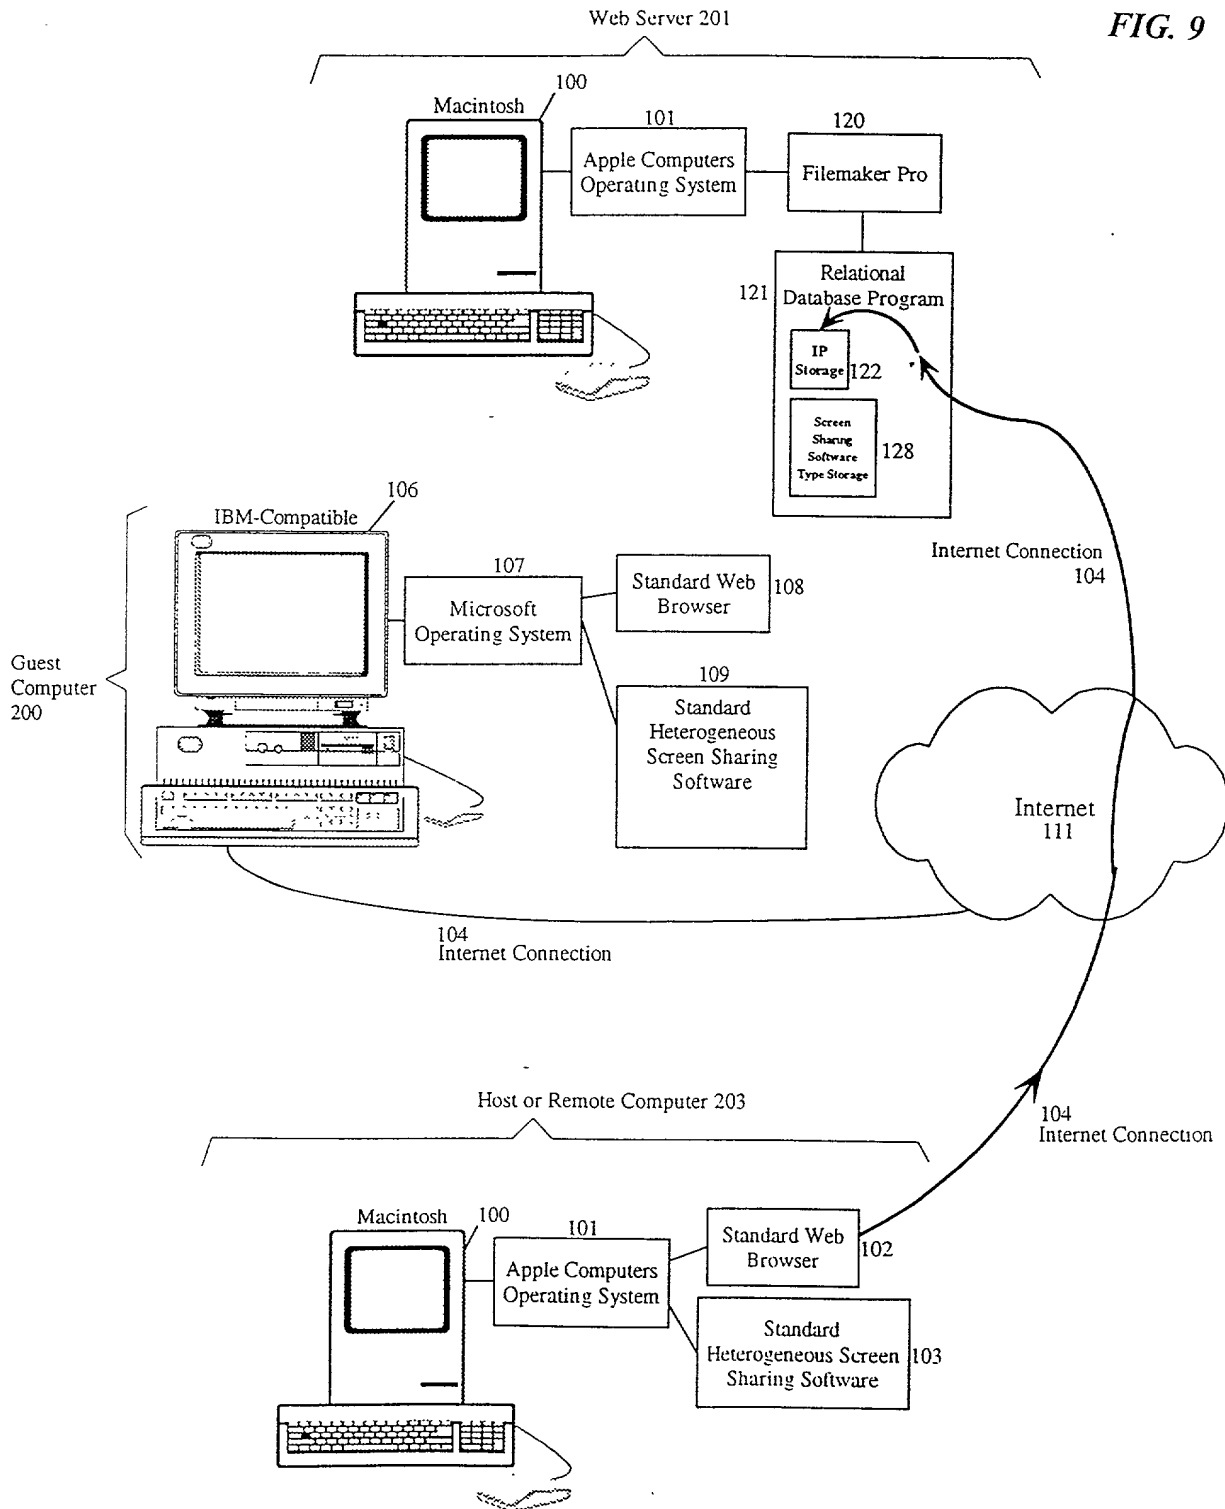 FIG. 9
Web Server 201
Macintosh
100
101
Apple Computers
Operating System
120
Filemaker Pro
121
Relational
Database Program
IP
Storage
122
Screen
Sharing
Software
Type Storage
128
Internet Connection
104
Guest
Computer
200
IBM-Compatible
106
107
Microsoft
Operating System
Standard Web
Browser
108
109
Standard
Heterogeneous
Screen Sharing
Software
Internet
111
104
Internet Connection
Host or Remote Computer 203
104
Internet Connection
Macintosh
100
101
Apple Computers
Operating System
Standard Web
Browser
102
Standard
Heterogeneous Screen
Sharing Software
103